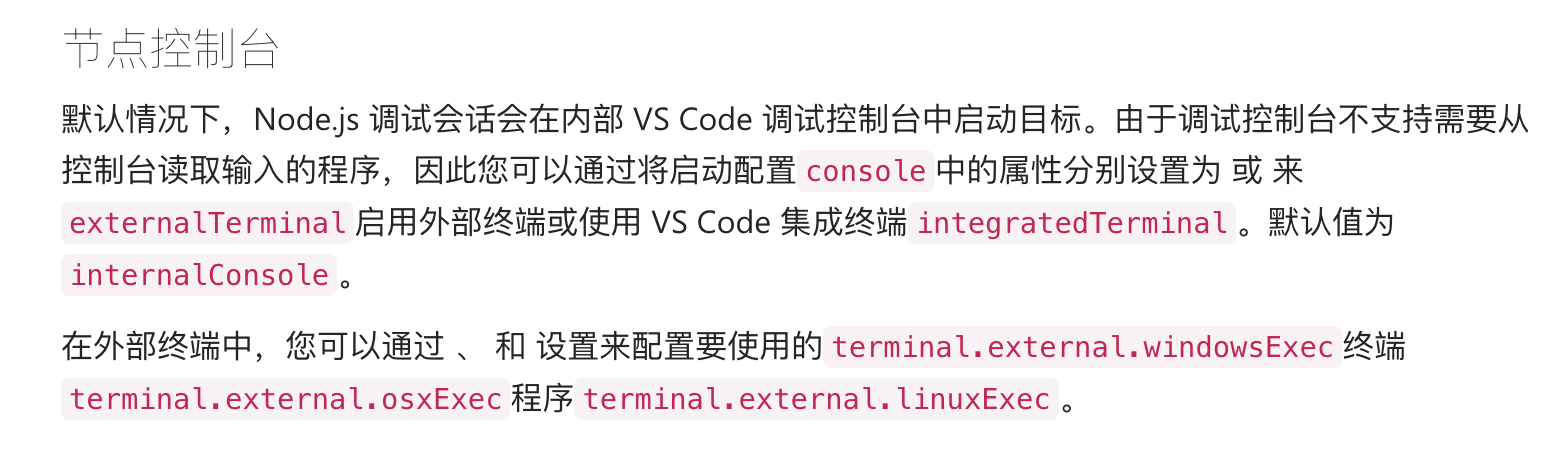 节点控制台
默认情况下，Node.js 调试会话会在内部 VS Code 调试控制台中启动目标。由于调试控制台不支持需要从
控制台读取输入的程序，因此您可以通过将启动配置console中的属性分别设置为 或 来
externalTerminal启用外部终端或使用 VS Code 集成终端integratedTerminal。默认值为
internalConsole。
在外部终端中，您可以通过 、 和 设置来配置要使用的terminal.external.windowsExec终端
terminal.external.osxExec程序terminal.external.linuxExec。